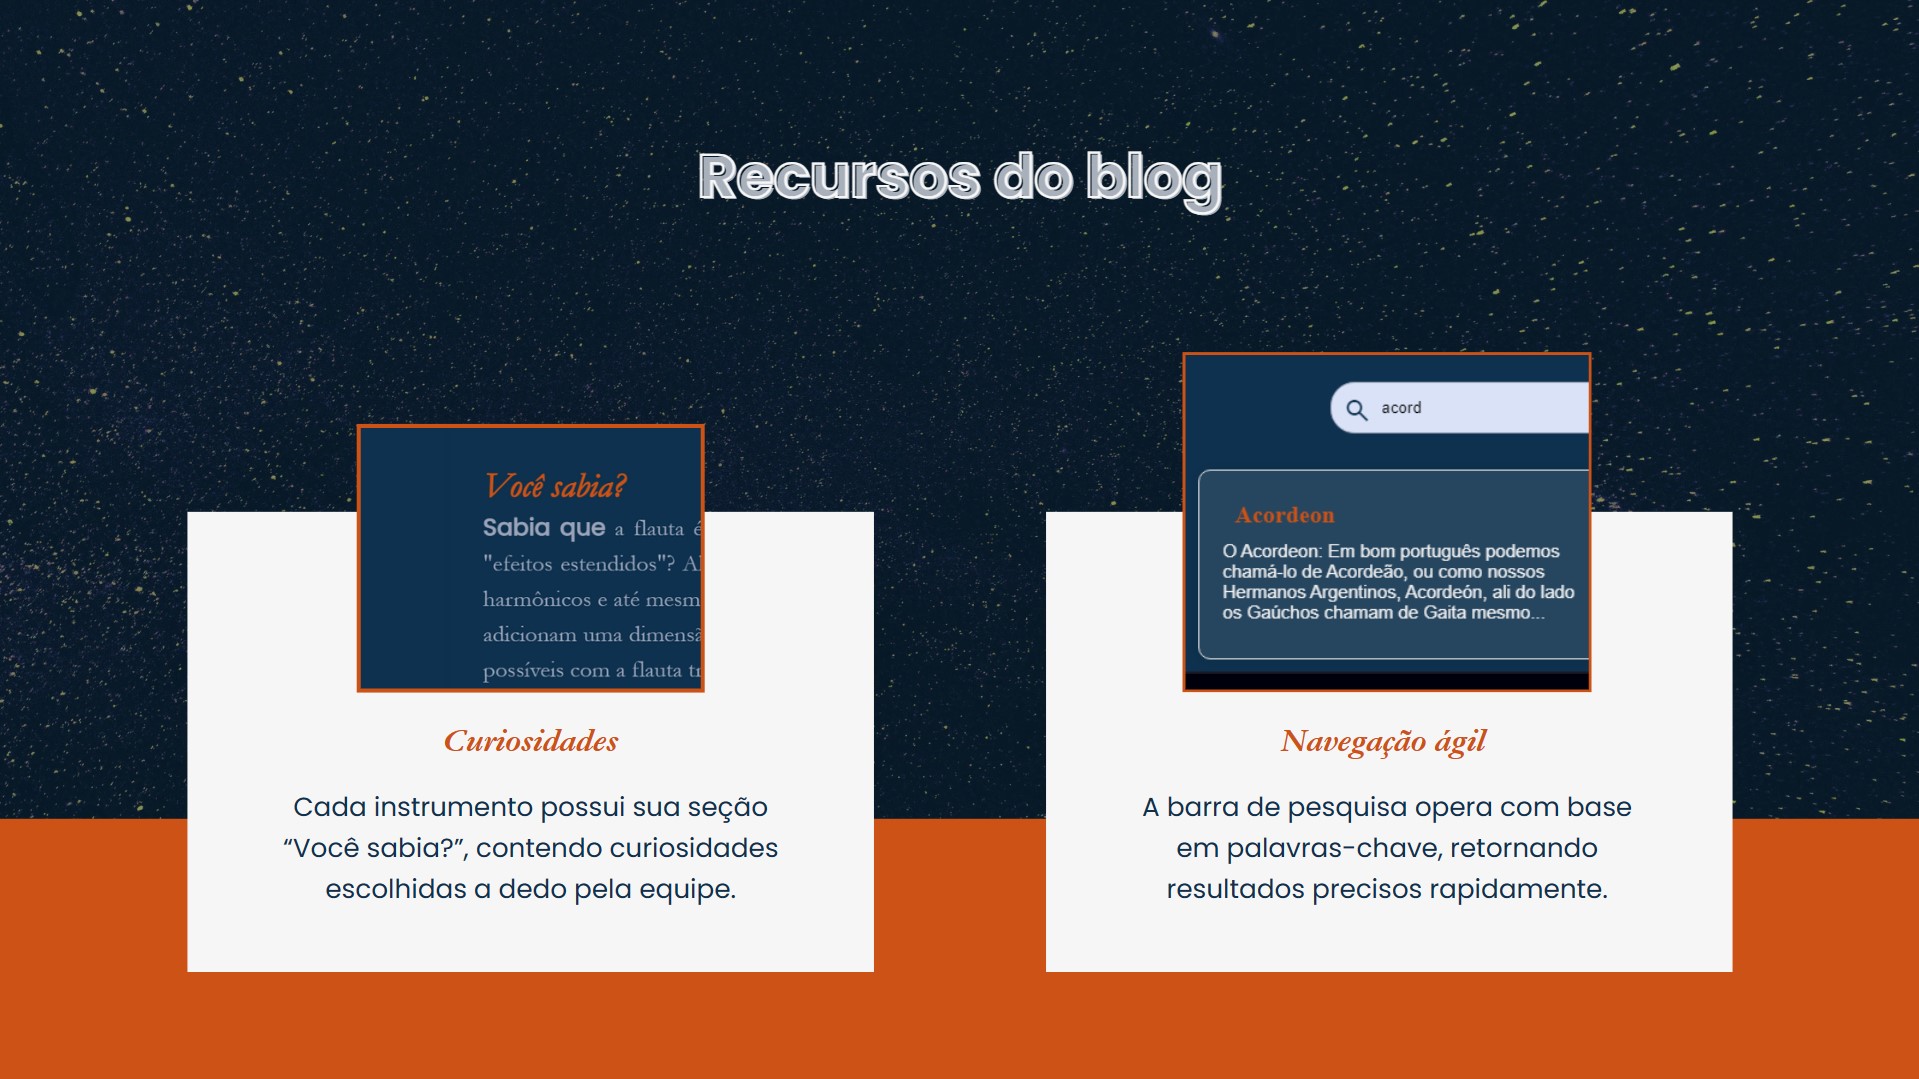 Recursos do blog
Você sabia?
Sabia que a flauta é
"efeitos estendidos"? Al
harmônicos e até mesm
adicionam uma dimensã
possíveis com a flauta tr
Curiosidades
Cada instrumento possui sua seção
“Você sabia?”, contendo curiosidades
escolhidas a dedo pela equipe.
acord
Acordeon
O Acordeon: Em bom português podemos
chamá-lo de Acordeão, ou como nossos
Hermanos Argentinos, Acordeón, ali do lado
os Gaúchos chamam de Gaita mesmo...
Navegação ágil
A barra de pesquisa opera com base
em palavras-chave, retornando
resultados precisos rapidamente.